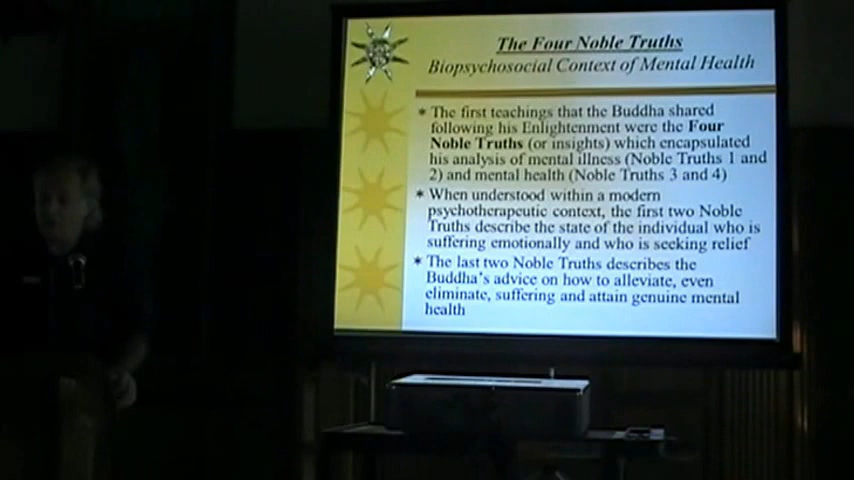 The Four Noble Truths
Biopsychosocial Context of Mental Health
* The first teachings that the Buddha shared
following his Enlightenment were the Four
Noble Truths (or insights) which encapsulated
his analysis of mental illness (Noble Truths 1 and
2) and mental health (Noble Truths 3 and 4)
* When understood within a modern
psychotherapeutic context, the first two Noble
Truths describe the state of the individual who is
suffering emotionally and who is seeking relief
* The last two Noble Truths describes the
Buddha's advice on how to alleviate, even
eliminate, suffering and attain genuine mental
health